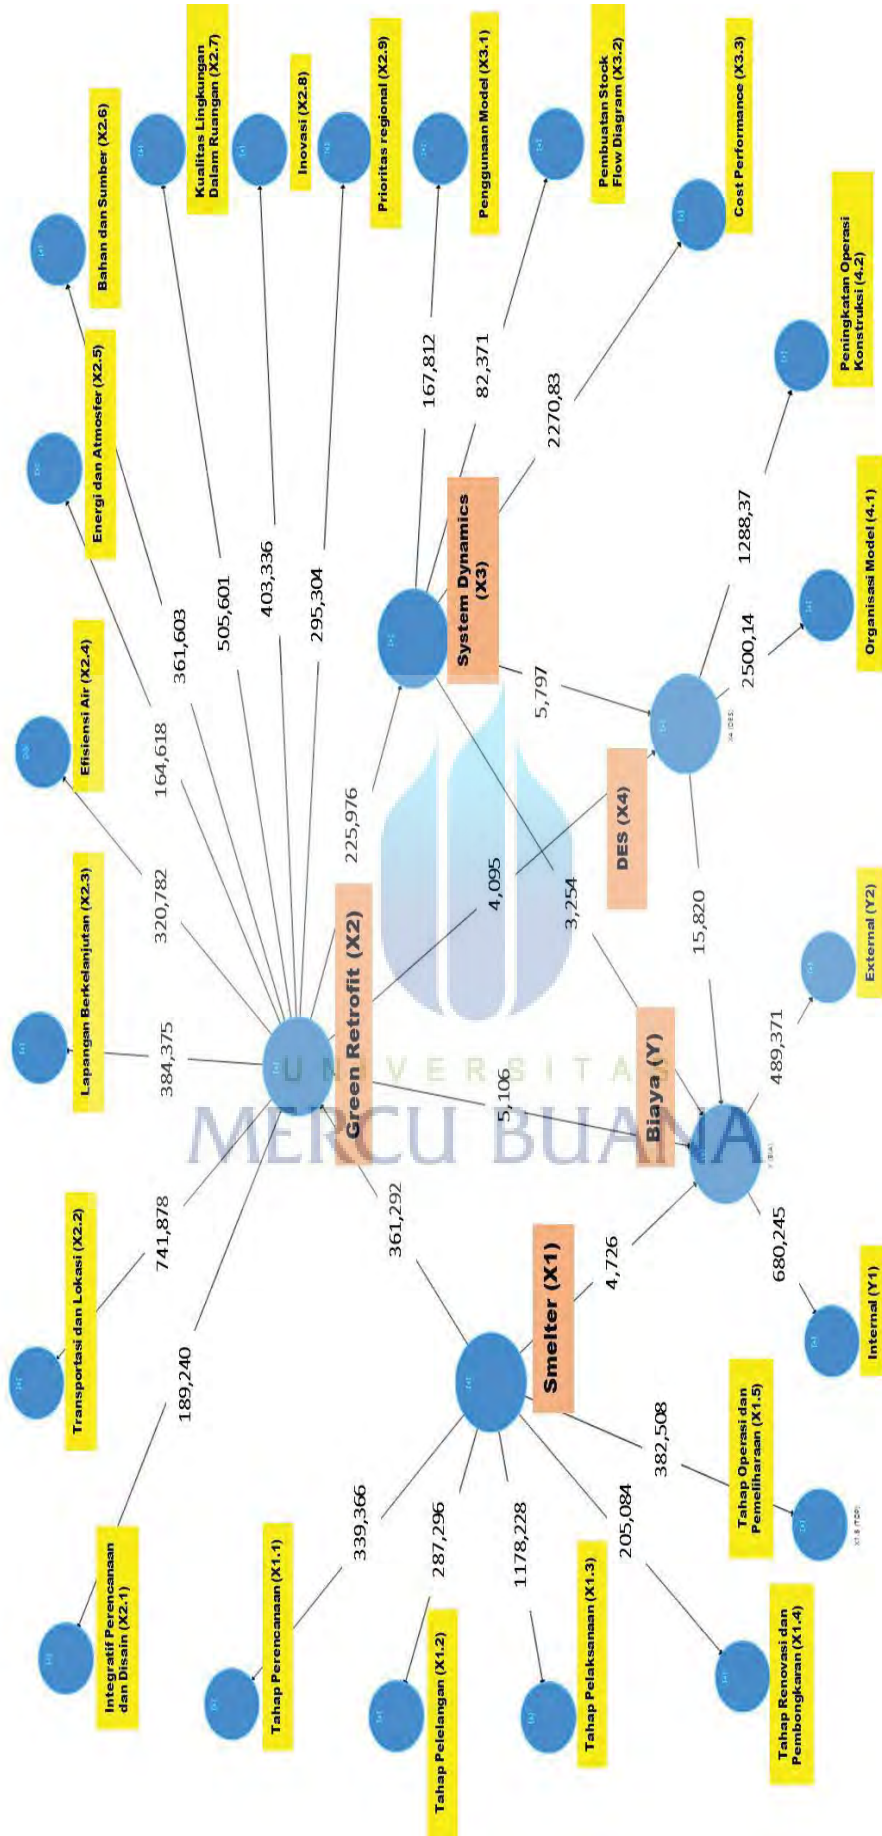 Integratif Perencanaan
dan Disain (X2.1)
Transportasi dan Lokasi (X2.2)
Lapangan Berkelanjutan (X2.3)
Efisiensi Air (X2.4)
Energi dan Atmosfer (X2.5)
Bahan dan Sumber (X2.6)
Kualitas Lingkungan
Dalam Ruangan (X2.7)
Inovasi (X2.8)
Prioritas regional (X2.9)
Penggunaan Model (X3.1)
Pembuatan Stock
Flow Diagram (X3.2)
Cost Performance (X3.3)
189,240
741,878
384,375
320,782
164,618
361,603
505,601
403,336
295,304
167,812
82,371
2270,83
Green Retrofit (X2)
225,976
System Dynamics
(X3)
361,292
5,106
4,095
3,254
5,797
UNIVERSITAS
MERCU BUANA
Tahap Perencanaan (X1.1)
Tahap Pelelangan (X1.2)
Tahap Pelaksanaan (X1.3)
Tahap Renovasi dan
Pembongkaran (X1.4)
Tahap Operasi dan
Pemeliharaan (X1.5)
339,366
287,296
1178,228
205,084
382,508
Smelter (X1)
4,726
Biaya (Y)
DES (X4)
X4 (DES)
15,820
680,245
489,371
2500,14
1288,37
Internal (Y1)
External (Y2)
Organisasi Model (4.1)
Peningkatan Operasi
Konstruksi (4.2)